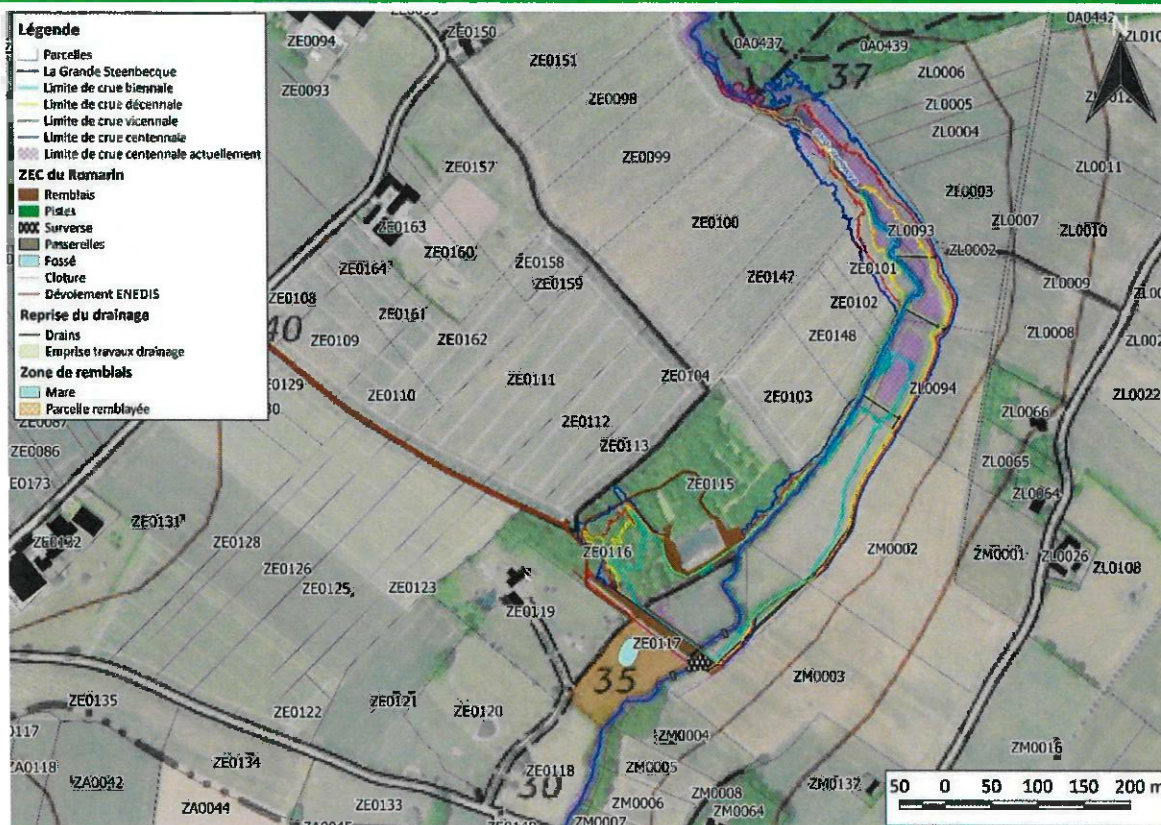 Légende
Parcelles
La Grande Steenbecque
Limite de crue biennale
Limite de crue décennale
Limite de crue vicennale
Limite de crue centennale
Limite de crue centennale actuellement
ZEC du Romarin
Remblais
Pistes
Surverse
Passerelles
Fossé
Cloture
Dévoiement ENEDIS
Reprise du drainage
Drains
Emprise travaux drainage
Zone de remblais
Mare
Parcelle remblayée
ZE0094
ZE0150
ZE0093
ZE0151
0A0437
0A0439
0A0442
37
N
ZL0006
ZL0005
ZL0004
ZE0098
ZE0099
ZE0157
ZL0011
ZL0003
ZE0100
ZE0163
ZE0160
ZE0164
ZE0158
ZE0159
ZL0093
ZL0007
ZL0010
ZL0002
ZE0147
ZE0101
ZL0009
ZE0108
ZE0161
ZE0102
40
ZE0109
ZE0162
ZE0148
ZL0008
ZE0104
ZE0129
ZE0110
ZE0111
ZE0103
ZL0094
ZL0022
ZL0066
ZE0112
ZE0113
ZE0086
ZL0065
ZE0115
ZL0064
ZE0131
ZE0132
ZE0128
ZE0116
ZM0002
ZM0001
ZL0026
ZL0108
ZE0126
ZE0125
ZE0123
ZE0119
ZE0117
35
ZM0003
ZE0135
ZE0122
ZE0121
ZE0120
ZM0004
ZM0016
ZE0134
ZA0118
ZA0042
ZE0118
ZM0005
30
ZM0137
ZA0044
ZE0133
ZM0006
ZM0008
ZM0064
ZM0007
50 0 50 100 150 200 m